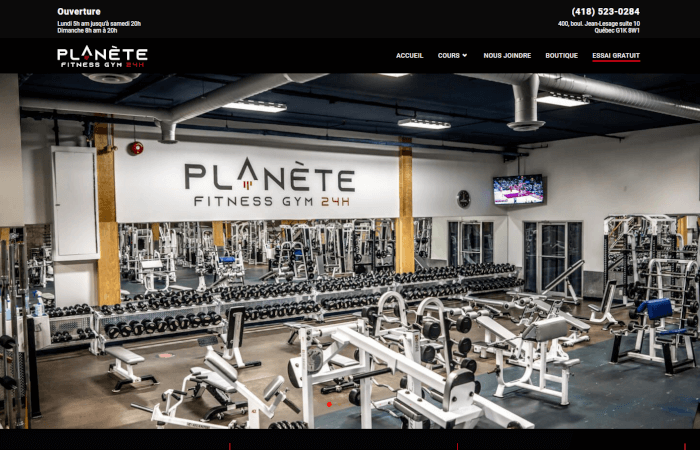 Ouverture
Lundi 5h am jusqu'à samedi 20h
Dimanche 8h am à 20h
(418) 523-0284
400, boul. Jean-Lesage suite 10
Québec G1K 8W1
PLANÈTE
FITNESS GYM 24H
ACCUEIL
COURS
NOUS JOINDRE
BOUTIQUE
ESSAI GRATUIT
PLANÈTE
FITNESS GYM 24H